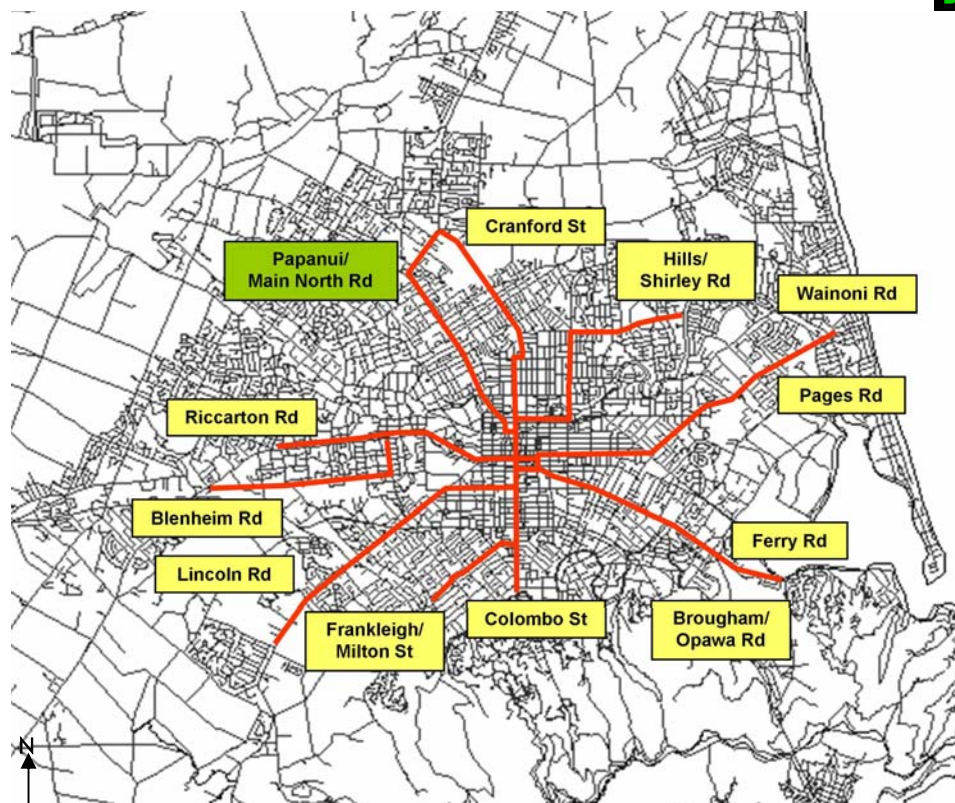 Cranford St
Papanui/
Main North Rd
Hills/
Shirley Rd
Wainoni Rd
Pages Rd
Riccarton Rd
Blenheim Rd
Lincoln Rd
Ferry Rd
Frankleigh/
Milton St
Colombo St
Brougham/
Opawa Rd
N